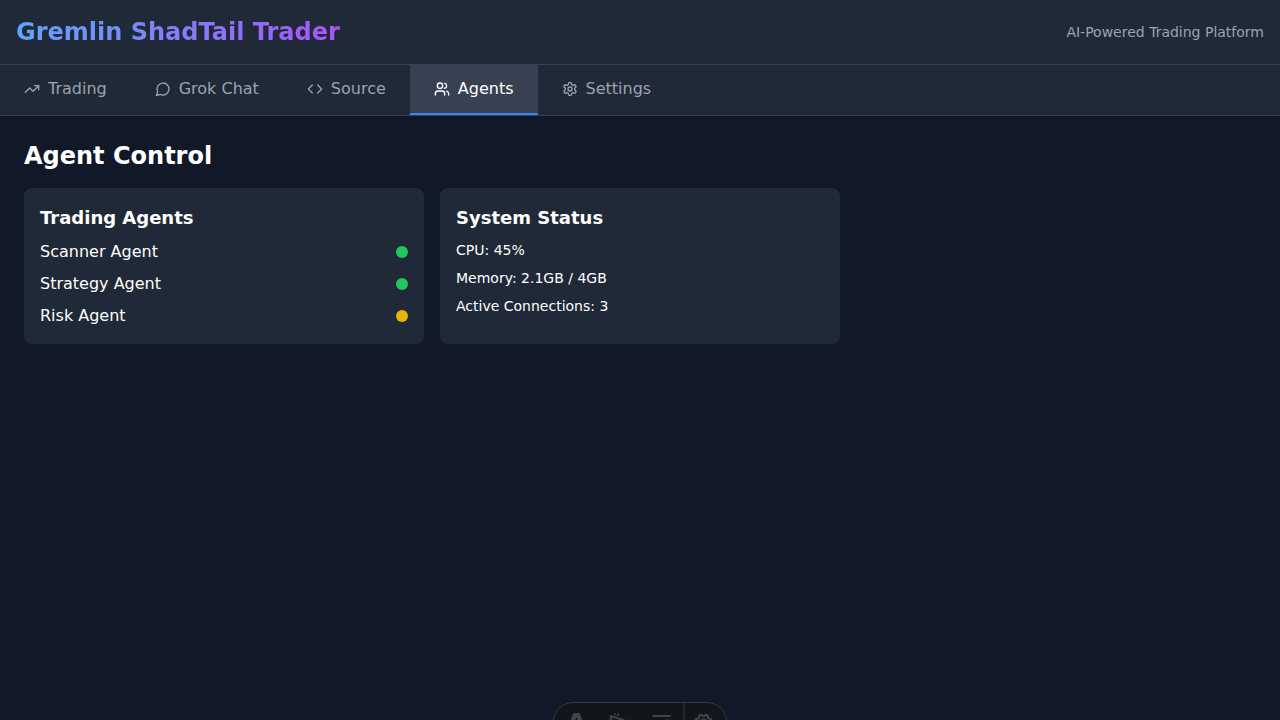 Gremlin ShadTail Trader
AI-Powered Trading Platform
Trading
Grok Chat
Source
Agents
Settings
Agent Control
Trading Agents
Scanner Agent
Strategy Agent
Risk Agent
System Status
CPU: 45%
Memory: 2.1GB / 4GB
Active Connections: 3